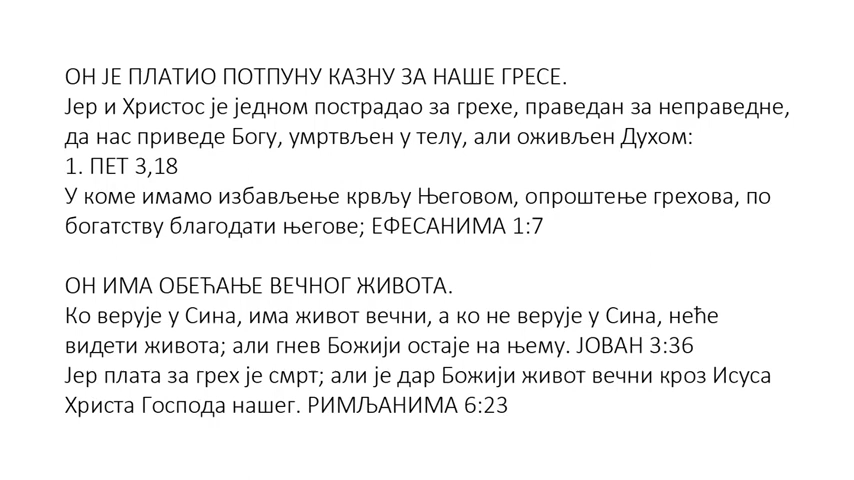 ОН ЈЕ ПЛАТИО ПОТПУНУ КАЗНУ ЗА НАШЕ ГРЕСЕ.
Јер и Христос је једном пострадао за грехе, праведан за неправедне,
да нас приведе Богу, умртвљен у телу, али оживљен Духом:
1. ПЕТ 3,18
У коме имамо избављење крвљу Његовом, опроштење грехова, по
богатству благодати његове; ЕФЕСАНИМА 1:7
ОН ИМА ОБЕЋАЊЕ ВЕЧНОГ ЖИВОТА.
Ко верује у Сина, има живот вечни, а ко не верује у Сина, неће
видети живота; али гнев Божији остаје на њему. ЈОВАН 3:36
Јер плата за грех је смрт; али је дар Божији живот вечни кроз Исуса
Христа Господа нашег. РИМЉАНИМА 6:23